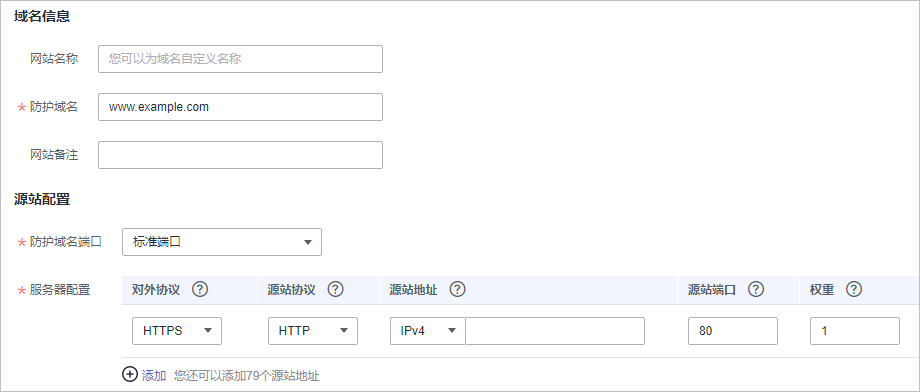 域名信息
网站名称 您可以为域名自定义名称
* 防护域名 www.example.com
网站备注
源站配置
* 防护域名端口 标准端口
* 服务器配置 对外协议 ? 源站协议 ? 源站地址 ? 源站端口 ? 权重 ?
HTTPS HTTP IPv4 80 1
添加 您还可以添加79个源站地址